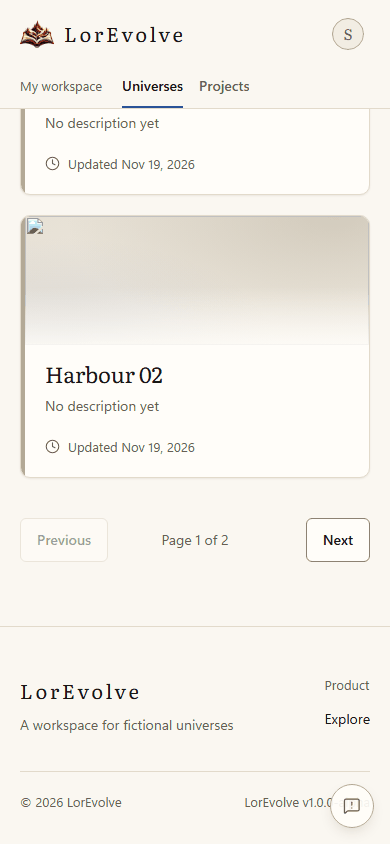 LorEvolve
S
My workspace
Universes
Projects
No description yet
Updated Nov 19, 2026
Harbour 02
No description yet
Updated Nov 19, 2026
Previous
Page 1 of 2
Next
LorEvolve
A workspace for fictional universes
Product
Explore
© 2026 LorEvolve
LorEvolve v1.0.0